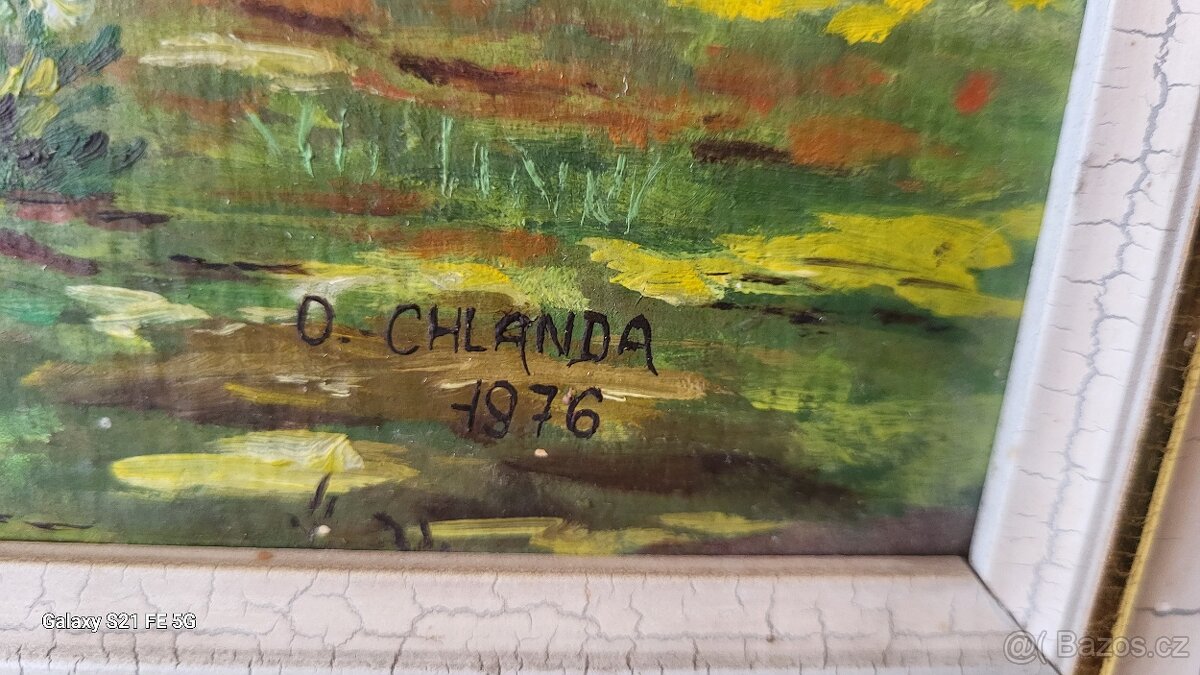 O. CHLANDA
1976
Galaxy S21 FE 5G
@( Bazos.cz